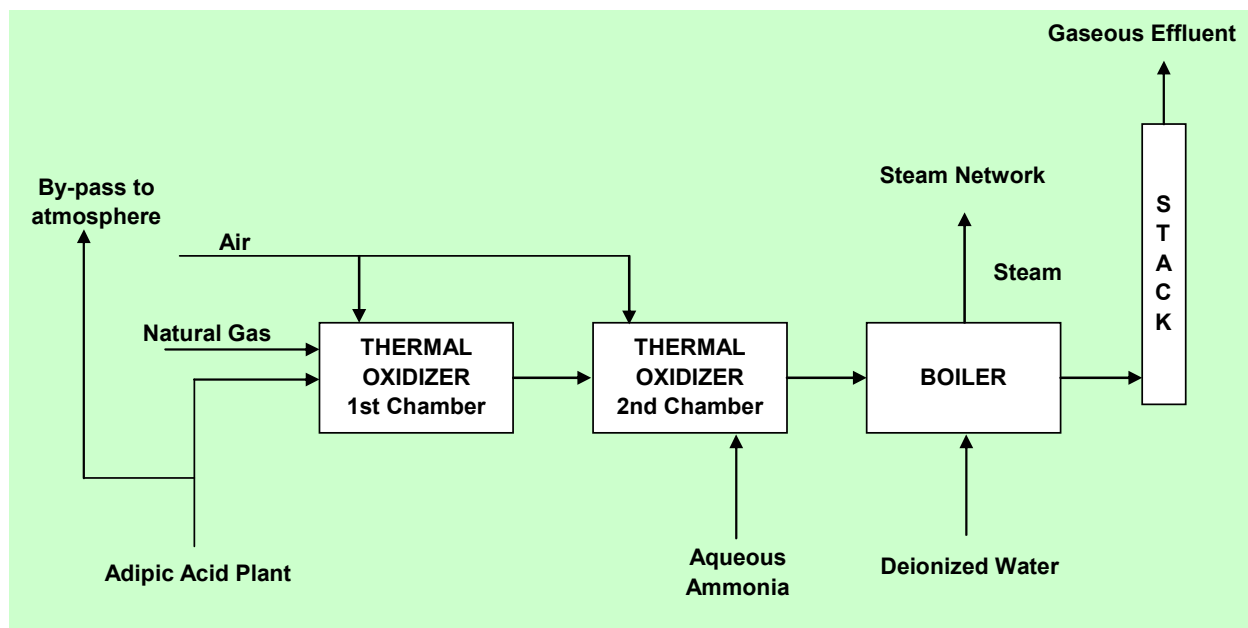 Gaseous Effluent
By-pass to
atmosphere
Steam Network
S
T
A
C
K
Air
Steam
Natural Gas
THERMAL
OXIDIZER
1st Chamber
THERMAL
OXIDIZER
2nd Chamber
BOILER
Adipic Acid Plant
Aqueous
Ammonia
Deionized Water